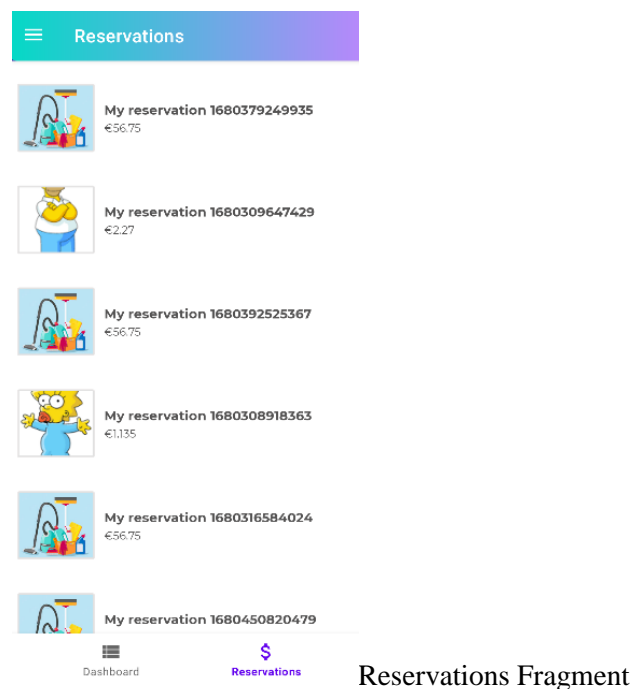 Reservations
My reservation 1680379249935
€56.75
My reservation 1680309647429
€2.27
My reservation 1680392525367
€56.75
My reservation 1680308918363
€1.135
My reservation 1680316584024
€56.75
My reservation 1680450820479
Dashboard
Reservations
Reservations Fragment